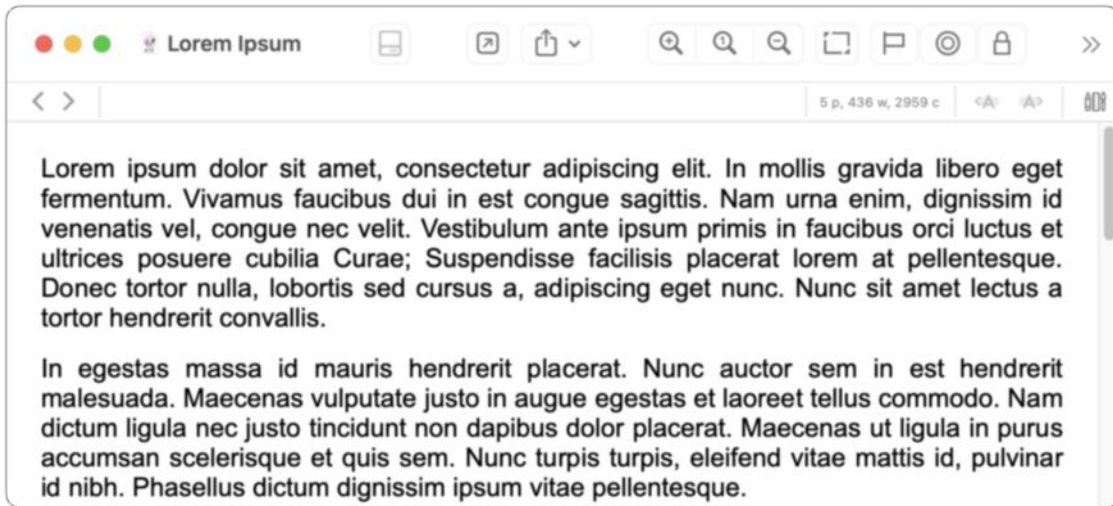 Lorem Ipsum
5 p, 436 w, 2959 c
Lorem ipsum dolor sit amet, consectetur adipiscing elit. In mollis gravida libero eget
fermentum. Vivamus faucibus dui in est congue sagittis. Nam urna enim, dignissim id
venenatis vel, congue nec velit. Vestibulum ante ipsum primis in faucibus orci luctus et
ultrices posuere cubilia Curae; Suspendisse facilisis placerat lorem at pellentesque.
Donec tortor nulla, lobortis sed cursus a, adipiscing eget nunc. Nunc sit amet lectus a
tortor hendrerit convallis.
In egestas massa id mauris hendrerit placerat. Nunc auctor sem in est hendrerit
malesuada. Maecenas vulputate justo in augue egestas et laoreet tellus commodo. Nam
dictum ligula nec justo tincidunt non dapibus dolor placerat. Maecenas ut ligula in purus
accumsan scelerisque et quis sem. Nunc turpis turpis, eleifend vitae mattis id, pulvinar
id nibh. Phasellus dictum dignissim ipsum vitae pellentesque.